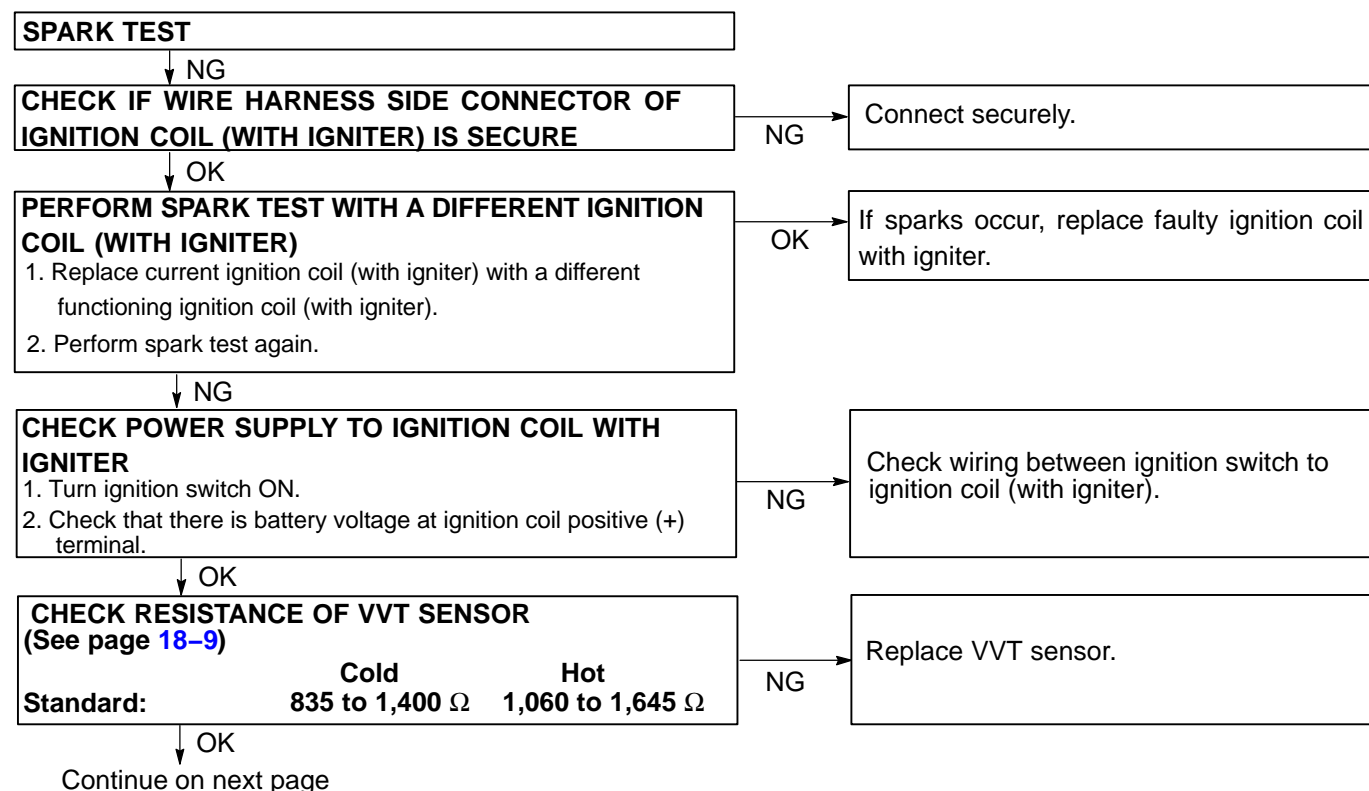 SPARK TEST
NG
CHECK IF WIRE HARNESS SIDE CONNECTOR OF
IGNITION COIL (WITH IGNITER) IS SECURE
NG
Connect securely.
OK
PERFORM SPARK TEST WITH A DIFFERENT IGNITION
COIL (WITH IGNITER)
1. Replace current ignition coil (with igniter) with a different
functioning ignition coil (with igniter).
2. Perform spark test again.
OK
If sparks occur, replace faulty ignition coil
with igniter.
NG
CHECK POWER SUPPLY TO IGNITION COIL WITH
IGNITER
1. Turn ignition switch ON.
2. Check that there is battery voltage at ignition coil positive (+)
terminal.
NG
Check wiring between ignition switch to
ignition coil (with igniter).
OK
CHECK RESISTANCE OF VVT SENSOR
(See page 18–9)
Cold Hot
Standard: 835 to 1,400 Ω 1,060 to 1,645 Ω
NG
Replace VVT sensor.
OK
Continue on next page